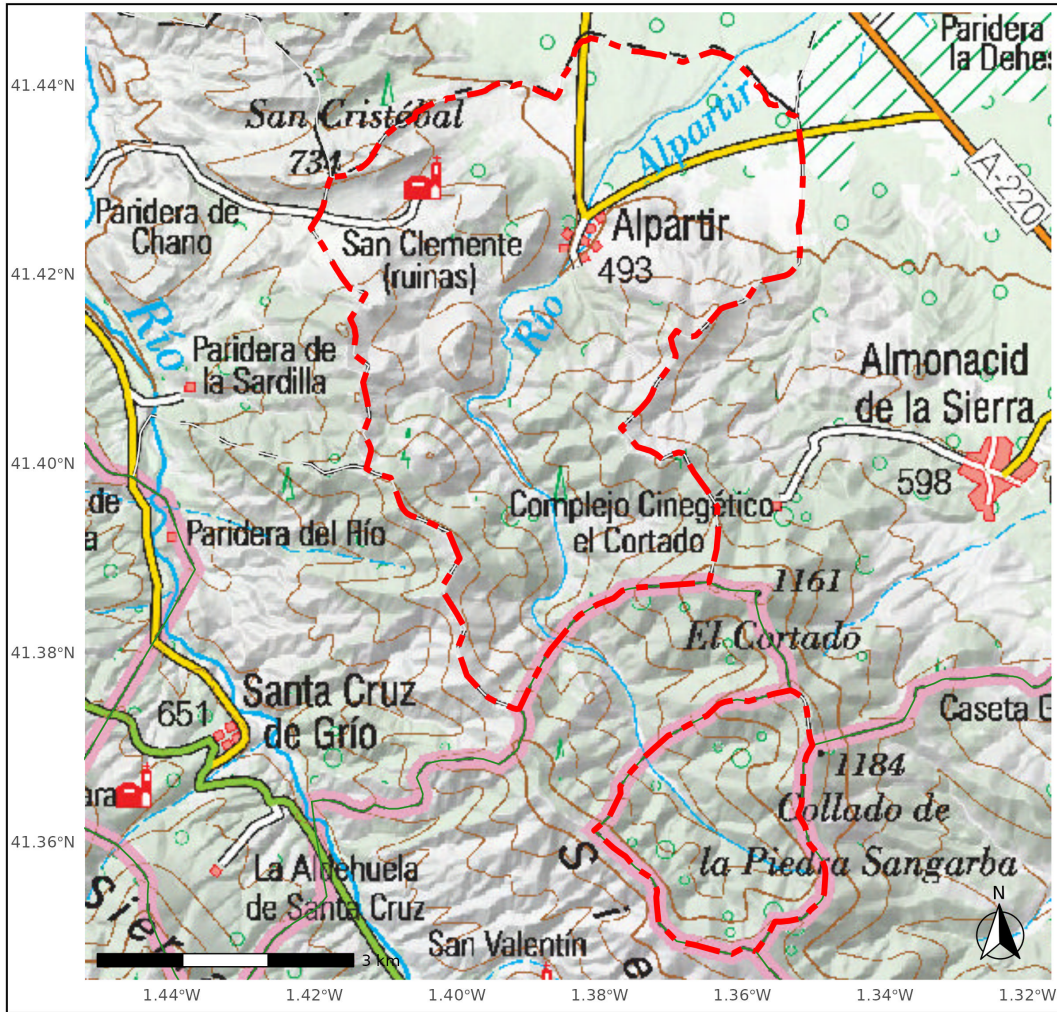 41.44°N
41.42°N
41.40°N
41.38°N
41.36°N
Paridera
la Dehes
San Cristébal
734
Alpartir
A-220
Paridera de
Chano
San Clemente
(ruinas)
Alpartir
493
Río
Río
Paridera de
la Sardilla
Almonacid
de la Sierra
598
de
a
Complejo Cinegético
el Cortado
Paridera del Río
1161
El Cortado
Santa Cruz
de Grío
651
Caseta G
1184
Collado de
la Piedra Sangarba
ara
La Aldehuela
de Santa Cruz
San Valentín
Sier
S i e
N
3 km
1.44°W
1.42°W
1.40°W
1.38°W
1.36°W
1.34°W
1.32°W